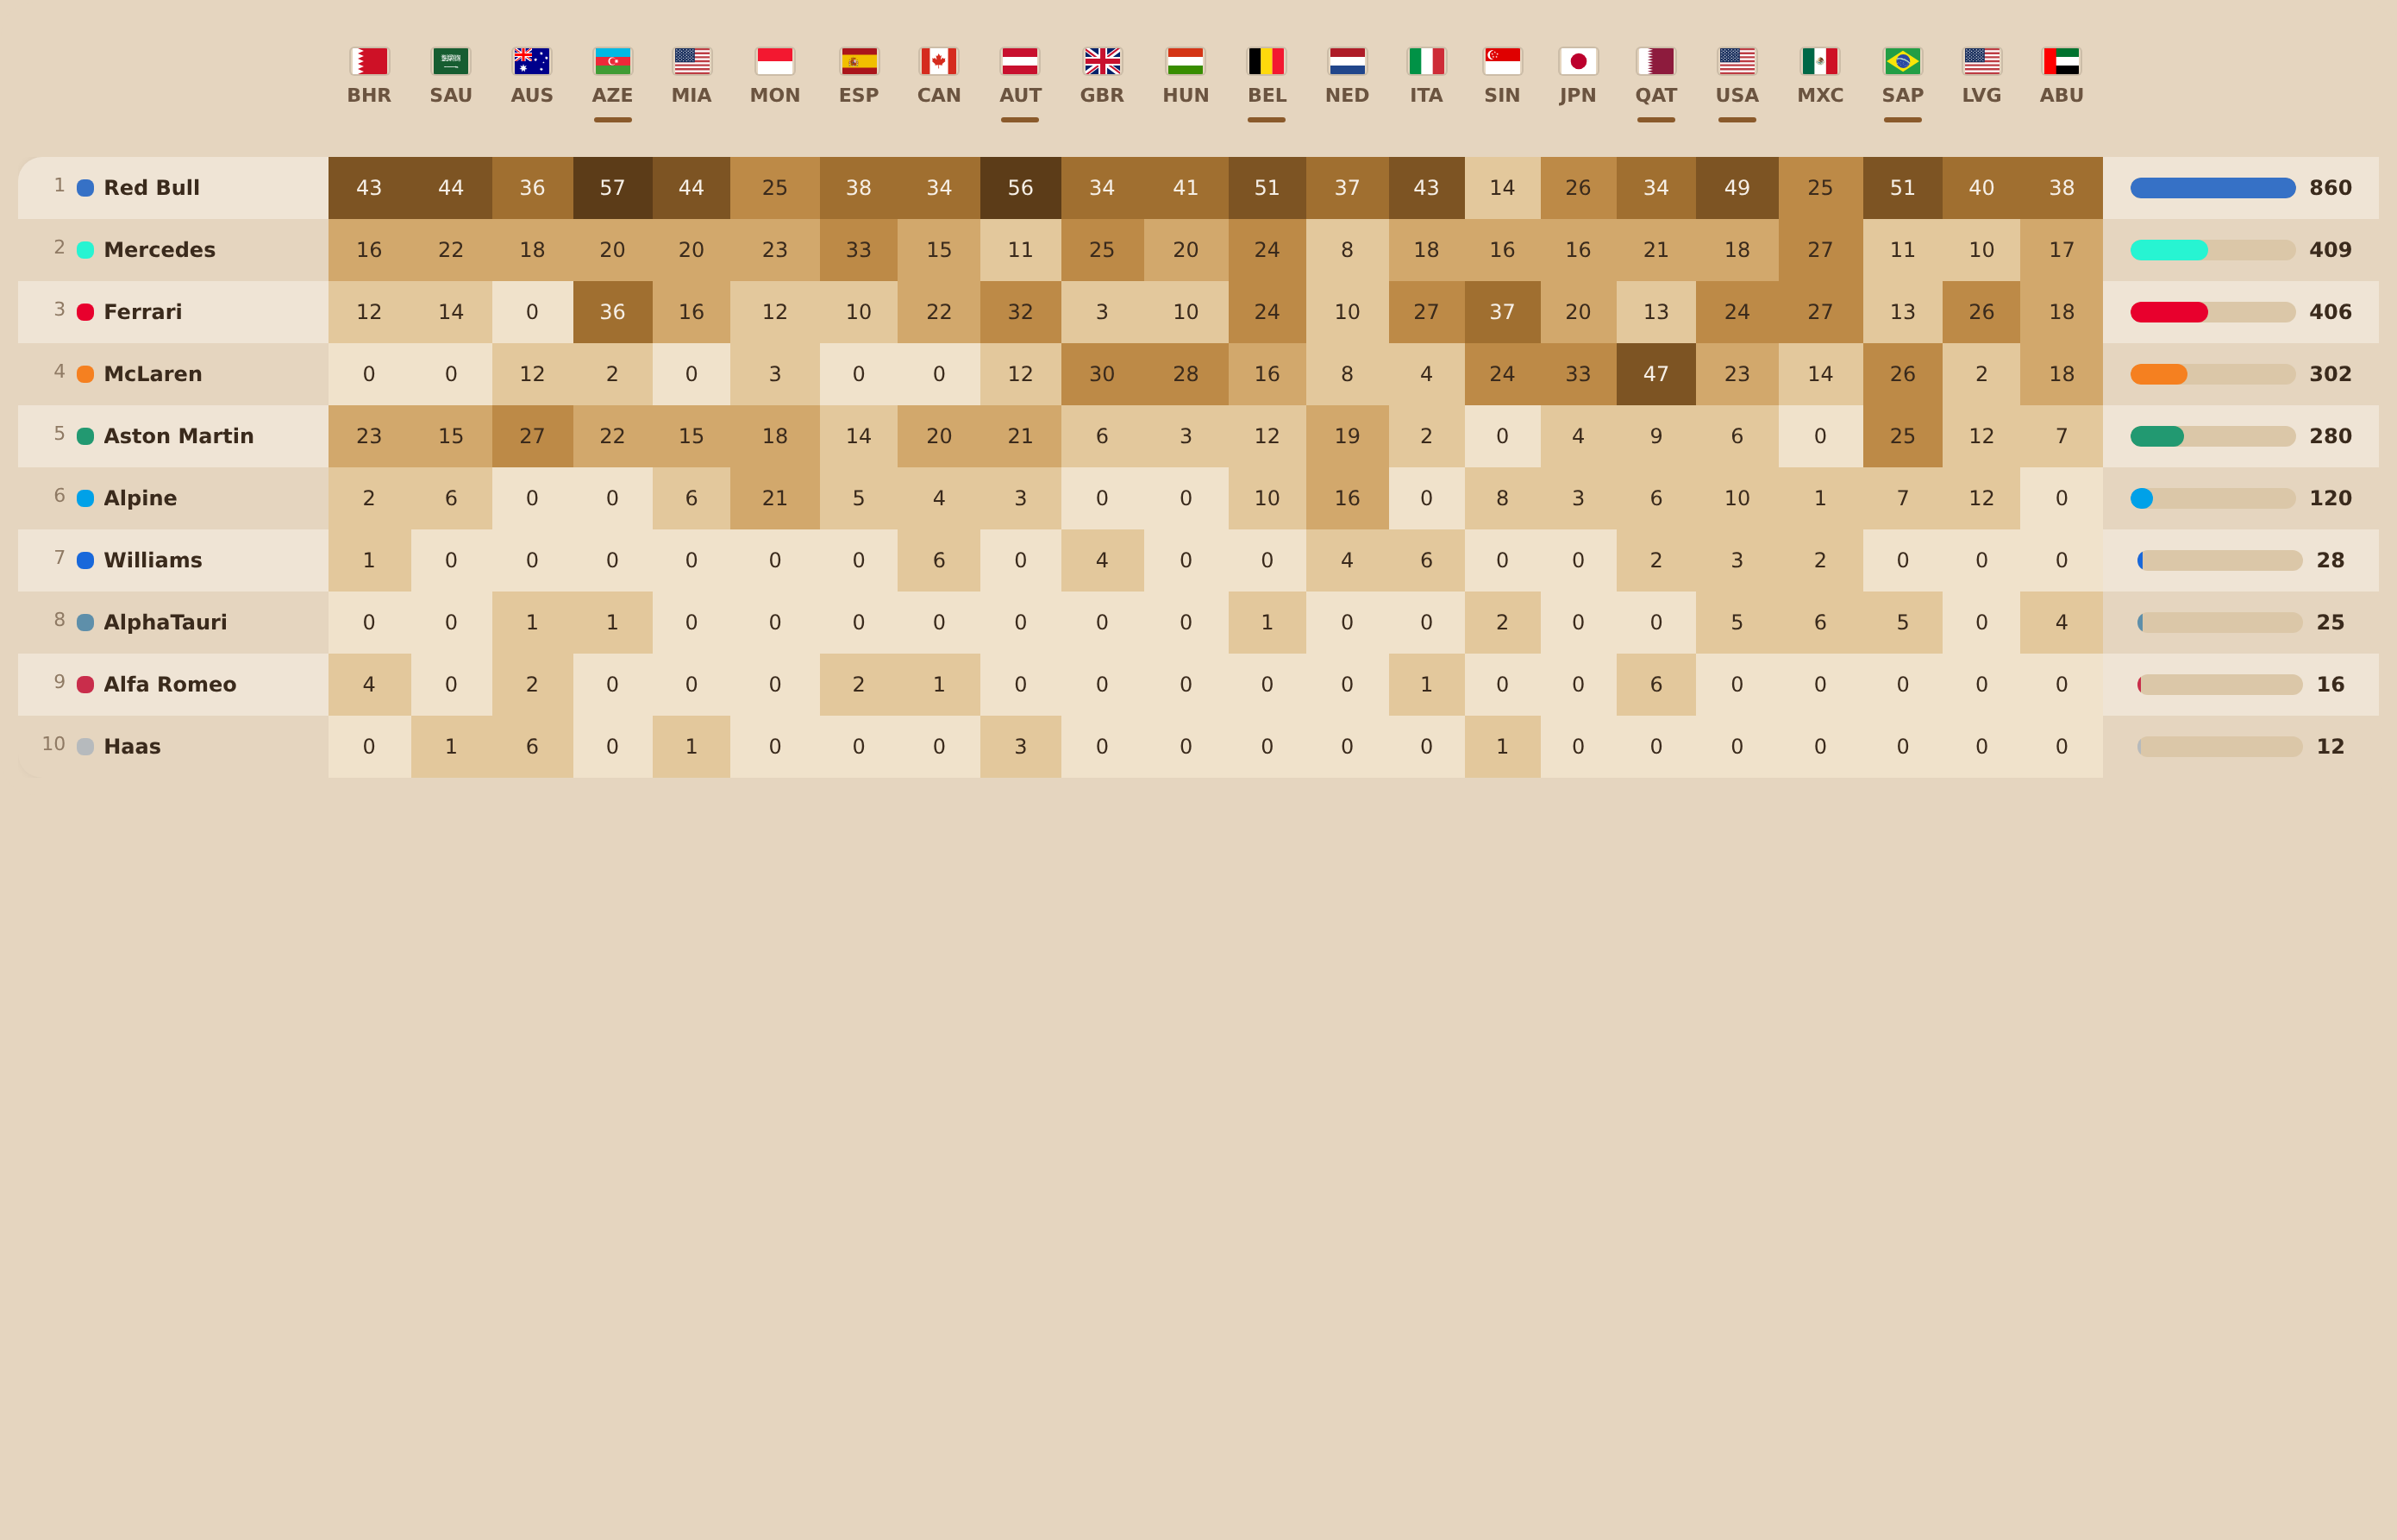 BHR SAU AUS AZE MIA MON ESP CAN AUT GBR HUN BEL NED ITA SIN JPN QAT USA MXC SAP LVG ABU
1 Red Bull 43 44 36 57 44 25 38 34 56 34 41 51 37 43 14 26 34 49 25 51 40 38 860
2 Mercedes 16 22 18 20 20 23 33 15 11 25 20 24 8 18 16 16 21 18 27 11 10 17 409
3 Ferrari 12 14 0 36 16 12 10 22 32 3 10 24 10 27 37 20 13 24 27 13 26 18 406
4 McLaren 0 0 12 2 0 3 0 0 12 30 28 16 8 4 24 33 47 23 14 26 2 18 302
5 Aston Martin 23 15 27 22 15 18 14 20 21 6 3 12 19 2 0 4 9 6 0 25 12 7 280
6 Alpine 2 6 0 0 6 21 5 4 3 0 0 10 16 0 8 3 6 10 1 7 12 0 120
7 Williams 1 0 0 0 0 0 0 6 0 4 0 0 4 6 0 0 2 3 2 0 0 0 28
8 AlphaTauri 0 0 1 1 0 0 0 0 0 0 0 1 0 0 2 0 0 5 6 5 0 4 25
9 Alfa Romeo 4 0 2 0 0 0 2 1 0 0 0 0 0 1 0 0 6 0 0 0 0 0 16
10 Haas 0 1 6 0 1 0 0 0 3 0 0 0 0 0 1 0 0 0 0 0 0 0 12